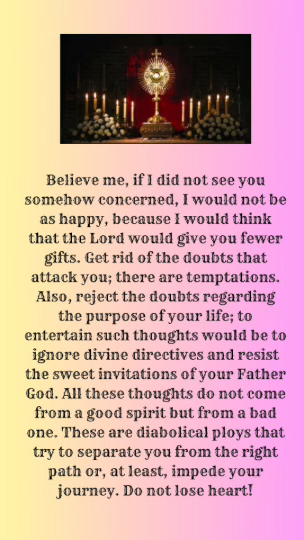 Believe me, if I did not see you
somehow concerned, I would not be
as happy, because I would think
that the Lord would give you fewer
gifts. Get rid of the doubts that
attack you; there are temptations.
Also, reject the doubts regarding
the purpose of your life; to
entertain such thoughts would be to
ignore divine directives and resist
the sweet invitations of your Father
God. All these thoughts do not come
from a good spirit but from a bad
one. These are diabolical ploys that
try to separate you from the right
path or, at least, impede your
journey. Do not lose heart!